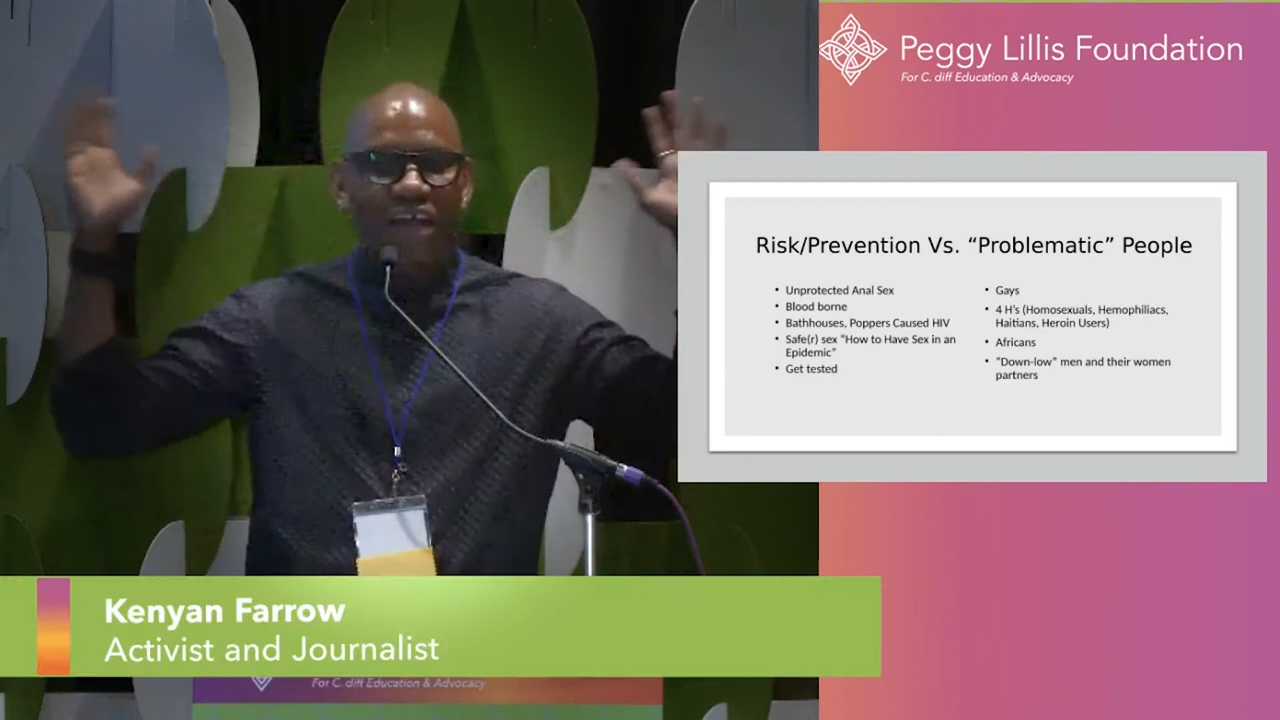 Peggy Lillis Foundation
For C. diff Education & Advocacy
Risk/Prevention Vs. “Problematic” People
• Unprotected Anal Sex
• Blood borne
• Bathhouses, Poppers Caused HIV
• Safe(r) sex “How to Have Sex in an
Epidemic”
• Get tested
• Gays
• 4 H’s (Homosexuals, Hemophiliacs,
Haitians, Heroin Users)
• Africans
• “Down-low” men and their women
partners
Kenyan Farrow
Activist and Journalist
For C. diff Education & Advocacy